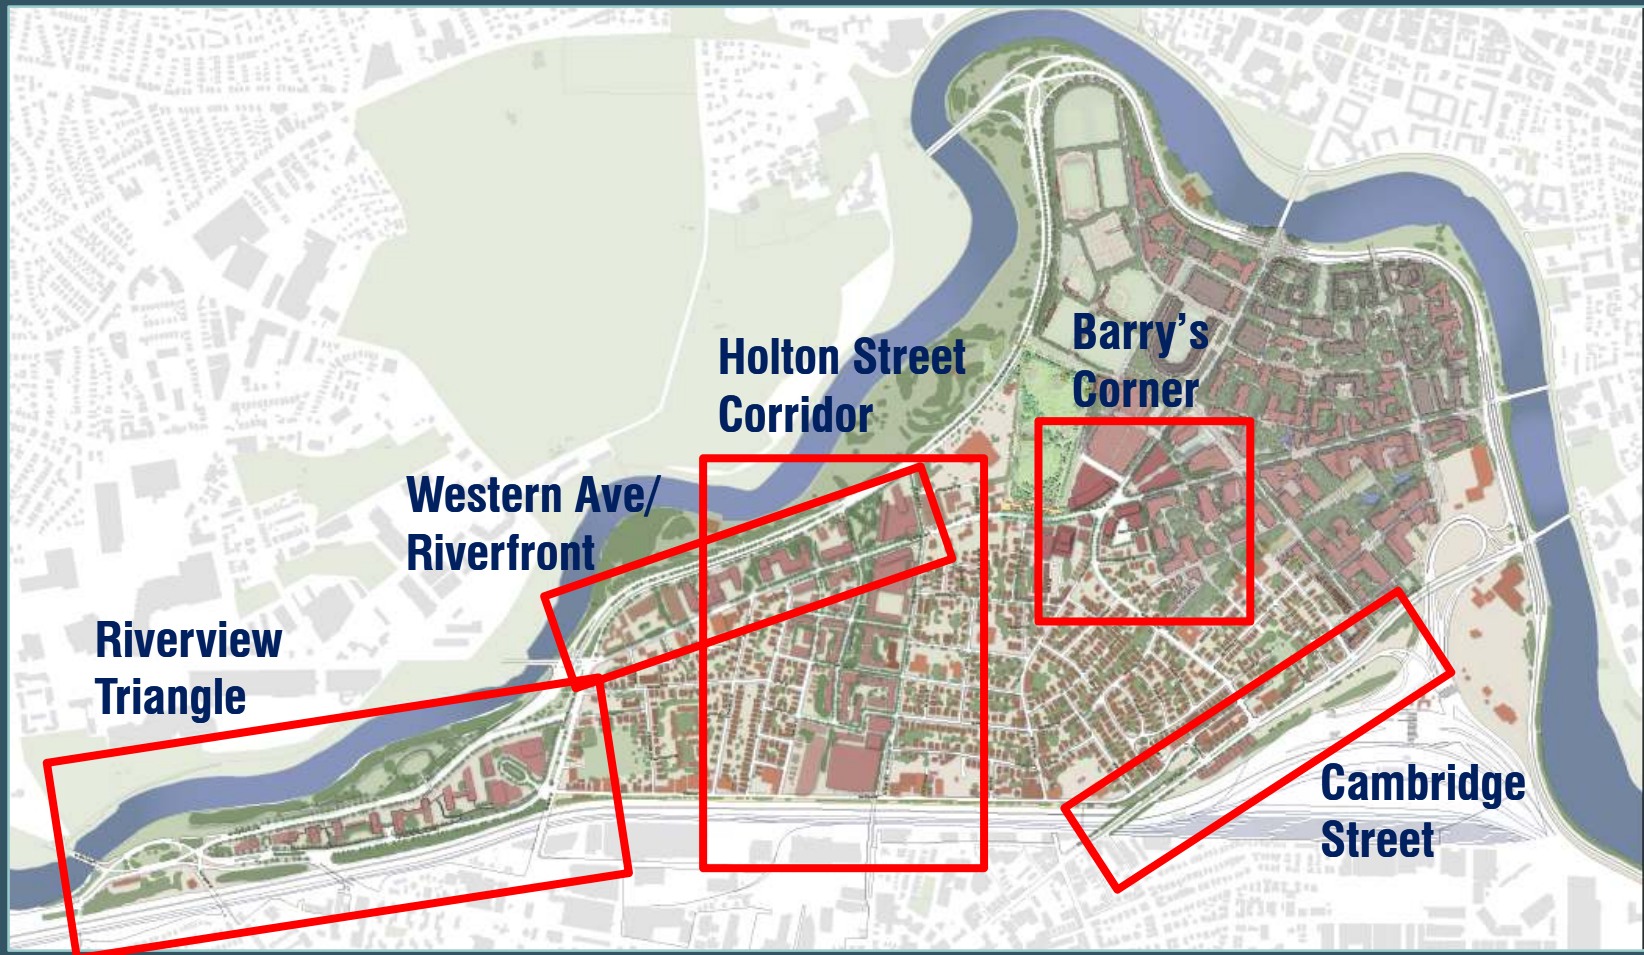 Barry’s
Corner
Holton Street
Corridor
Western Ave/
Riverfront
Riverview
Triangle
Cambridge
Street